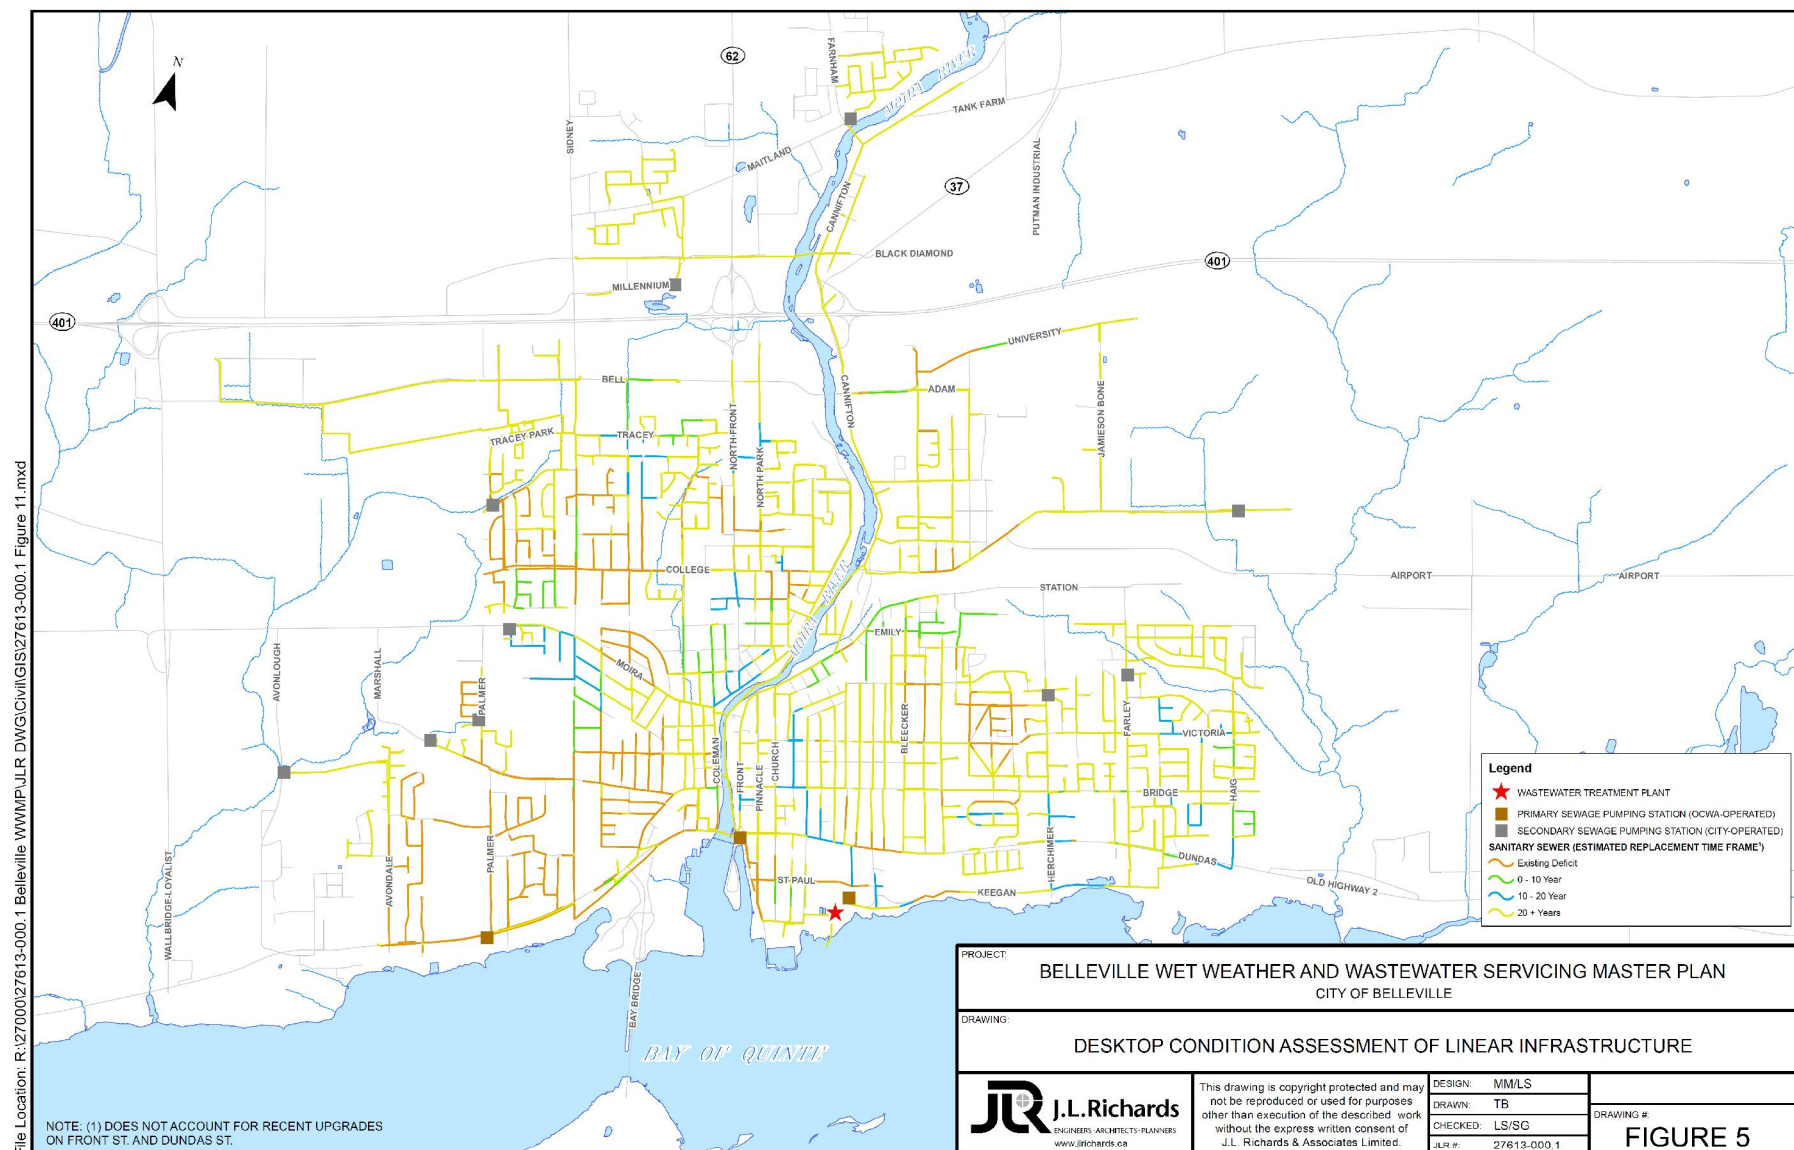 File Location: R:\27000\27613-000.1 Belleville WWMP\JLR DWG\Civil\GIS\27613-000.1 Figure 11.mxd
N
62
FARNHAM
MOIRA RIVER
TANK FARM
SIDNEY
MAITLAND
PUTMAN INDUSTRIAL
37
CANNIFTON
BLACK DIAMOND
401
MILLENNIUM
401
UNIVERSITY
BELL
ADAM
CANNIFTON
JAMIESON BONE
NORTH FRONT
TRACEY PARK
TRACEY
NORTH PARK
COLLEGE
AIRPORT
AIRPORT
STATION
MOIRA RIVER
EMILY
AVONLOUGH
MARSHALL
MOIRA
PALMER
BLEECKER
FARLEY
VICTORIA
COLEMAN
FRONT
PINNACLE
CHURCH
BRIDGE
HAIG
HERCHIMER
WALLBRIDGE-LOYALIST
AVONDALE
PALMER
DUNDAS
ST PAUL
KEEGAN
OLD HIGHWAY 2
BAY BRIDGE
BAY OF QUINTE
Legend
WASTEWATER TREATMENT PLANT
PRIMARY SEWAGE PUMPING STATION (OCWA-OPERATED)
SECONDARY SEWAGE PUMPING STATION (CITY-OPERATED)
SANITARY SEWER (ESTIMATED REPLACEMENT TIME FRAME¹)
Existing Deficit
0 - 10 Year
10 - 20 Year
20 + Years
NOTE: (1) DOES NOT ACCOUNT FOR RECENT UPGRADES
ON FRONT ST. AND DUNDAS ST.
PROJECT:
BELLEVILLE WET WEATHER AND WASTEWATER SERVICING MASTER PLAN
CITY OF BELLEVILLE
DRAWING:
DESKTOP CONDITION ASSESSMENT OF LINEAR INFRASTRUCTURE
JLR
J.L.Richards
ENGINEERS·ARCHITECTS·PLANNERS
www.jlrichards.ca
This drawing is copyright protected and may
not be reproduced or used for purposes
other than execution of the described work
without the express written consent of
J.L. Richards & Associates Limited.
DESIGN: MM/LS
DRAWN: TB
CHECKED: LS/SG
JLR #: 27613-000.1
DRAWING #:
FIGURE 5